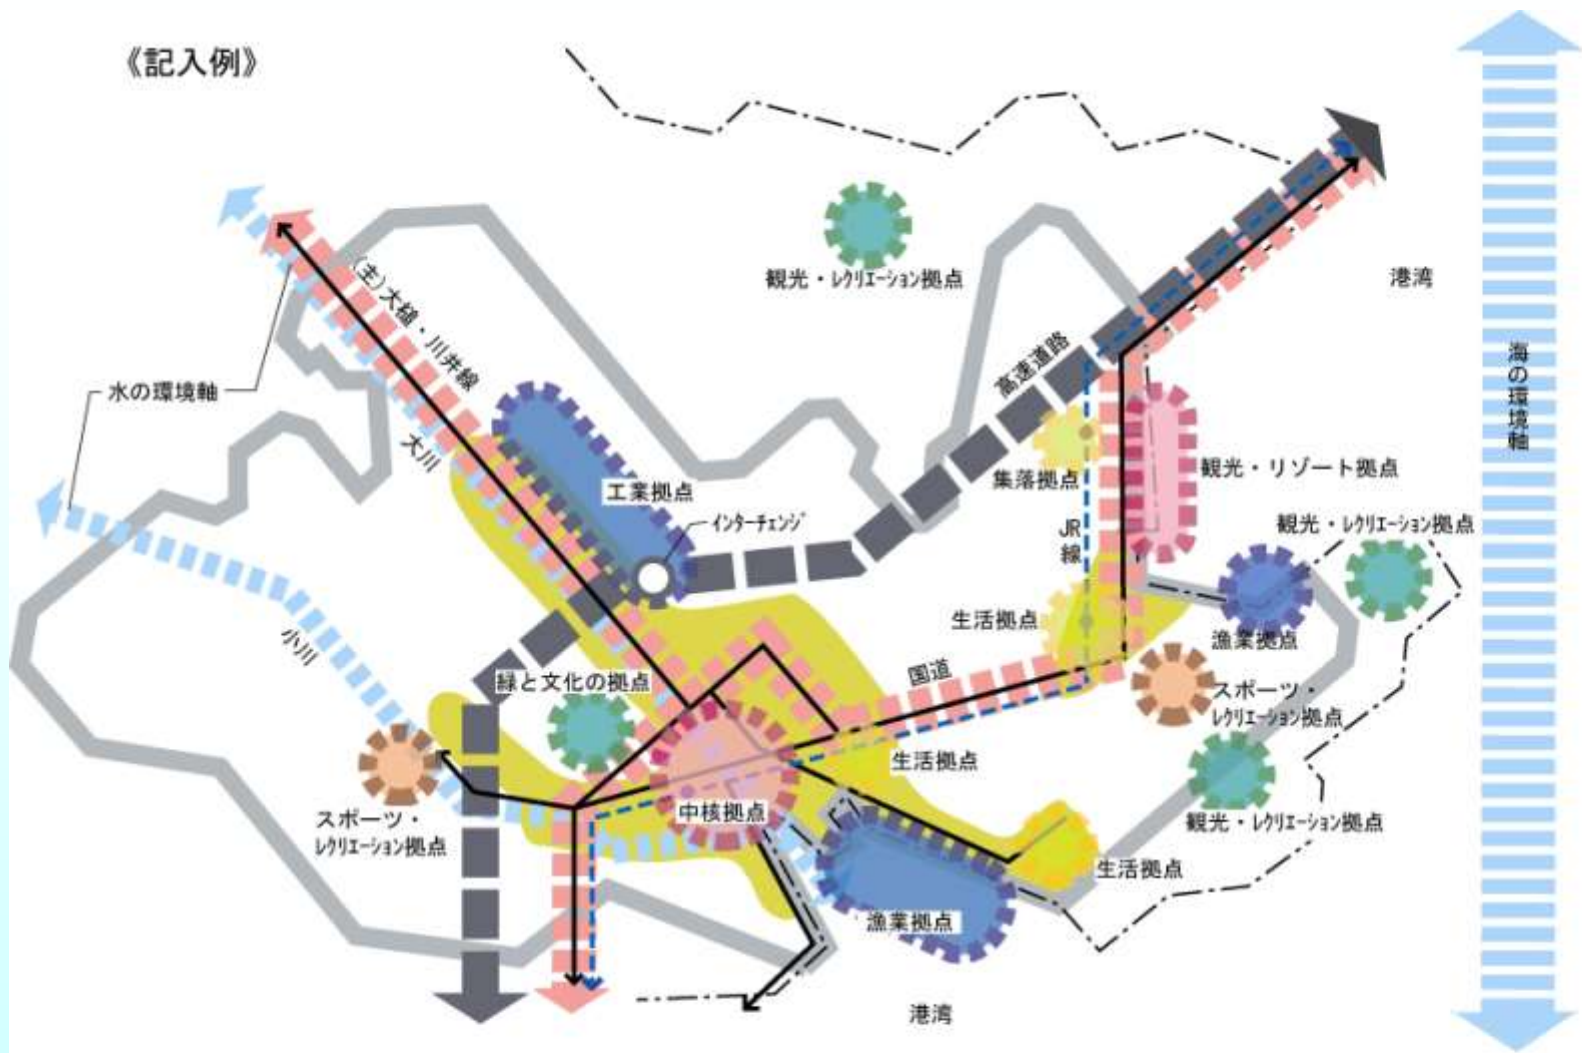 《記入例》
観光・ﾚｸﾘｴｰｼｮﾝ拠点
港湾
(主)大槌・川井線
高速道路
海の環境軸
水の環境軸
大川
工業拠点
集落拠点
観光・リゾート拠点
ｲﾝﾀｰﾁｪﾝｼﾞ
JR
線
観光・ﾚｸﾘｴｰｼｮﾝ拠点
小川
生活拠点
漁業拠点
緑と文化の拠点
国道
スポーツ・
ﾚｸﾘｴｰｼｮﾝ拠点
生活拠点
中核拠点
スポーツ・
ﾚｸﾘｴｰｼｮﾝ拠点
観光・ﾚｸﾘｴｰｼｮﾝ拠点
生活拠点
漁業拠点
港湾